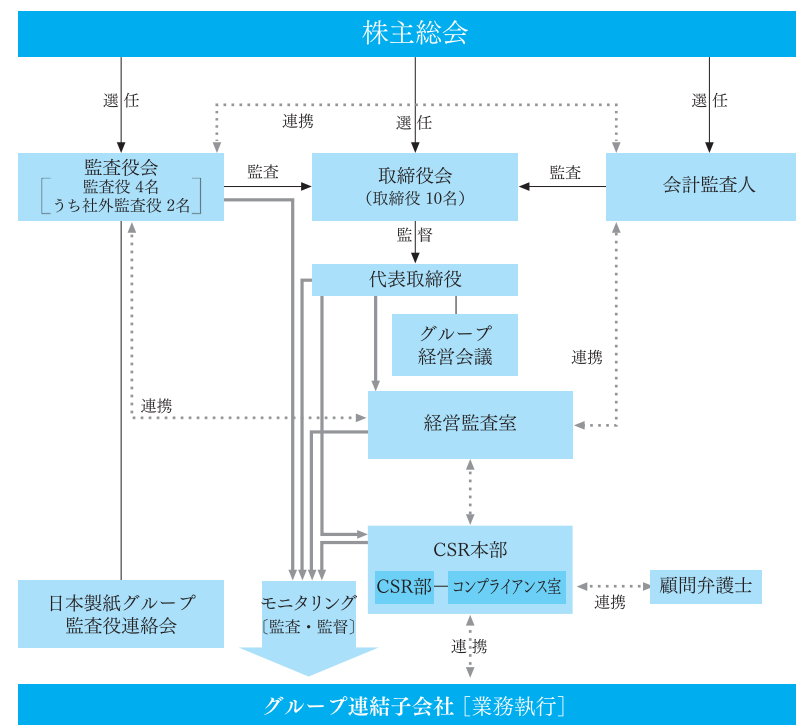 株主総会
選任
連携
選任
選任
監査役会
監査役 4名
うち社外監査役 2名
監査
取締役会
（取締役 10名）
監査
会計監査人
監督
代表取締役
グループ
経営会議
連携
連携
経営監査室
CSR本部
CSR部
コンプライアンス室
連携
顧問弁護士
日本製紙グループ
監査役連絡会
モニタリング
〔監査・監督〕
連携
グループ連結子会社［業務執行］